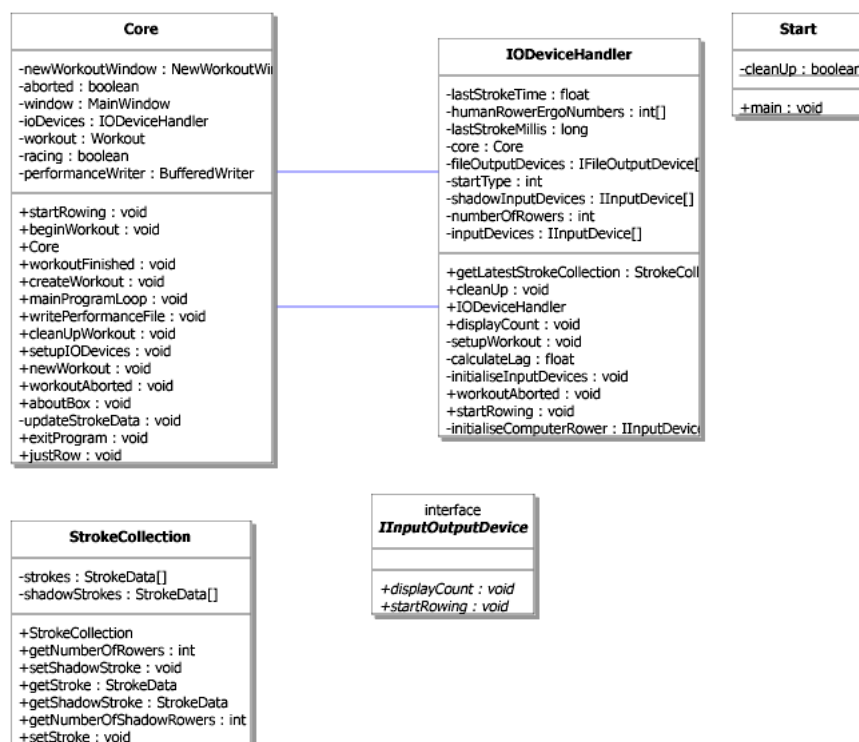 Core
-newWorkoutWindow : NewWorkoutWi
-aborted : boolean
-window : MainWindow
-ioDevices : IODeviceHandler
-workout : Workout
-racing : boolean
-performanceWriter : BufferedWriter
+startRowing : void
+beginWorkout : void
+Core
+workoutFinished : void
+createWorkout : void
+mainProgramLoop : void
+writePerformanceFile : void
+cleanUpWorkout : void
+setupIODevices : void
+newWorkout : void
+workoutAborted : void
+aboutBox : void
-updateStrokeData : void
+exitProgram : void
+justRow : void
IODeviceHandler
-lastStrokeTime : float
-humanRowerErgoNumbers : int[]
-lastStrokeMillis : long
-core : Core
-fileOutputDevices : IFileOutputDevice[
-startType : int
-shadowInputDevices : IInputDevice[]
-numberOfRowers : int
-inputDevices : IInputDevice[]
+getLatestStrokeCollection : StrokeColl
+cleanUp : void
+IODeviceHandler
+displayCount : void
-setupWorkout : void
-calculateLag : float
-initialiseInputDevices : void
+workoutAborted : void
+startRowing : void
-initialiseComputerRower : IInputDevic
Start
-cleanUp : boolean
+main : void
StrokeCollection
-strokes : StrokeData[]
-shadowStrokes : StrokeData[]
+StrokeCollection
+getNumberOfRowers : int
+setShadowStroke : void
+getStroke : StrokeData
+getShadowStroke : StrokeData
+getNumberOfShadowRowers : int
+setStroke : void
interface
IInputOutputDevice
+displayCount : void
+startRowing : void